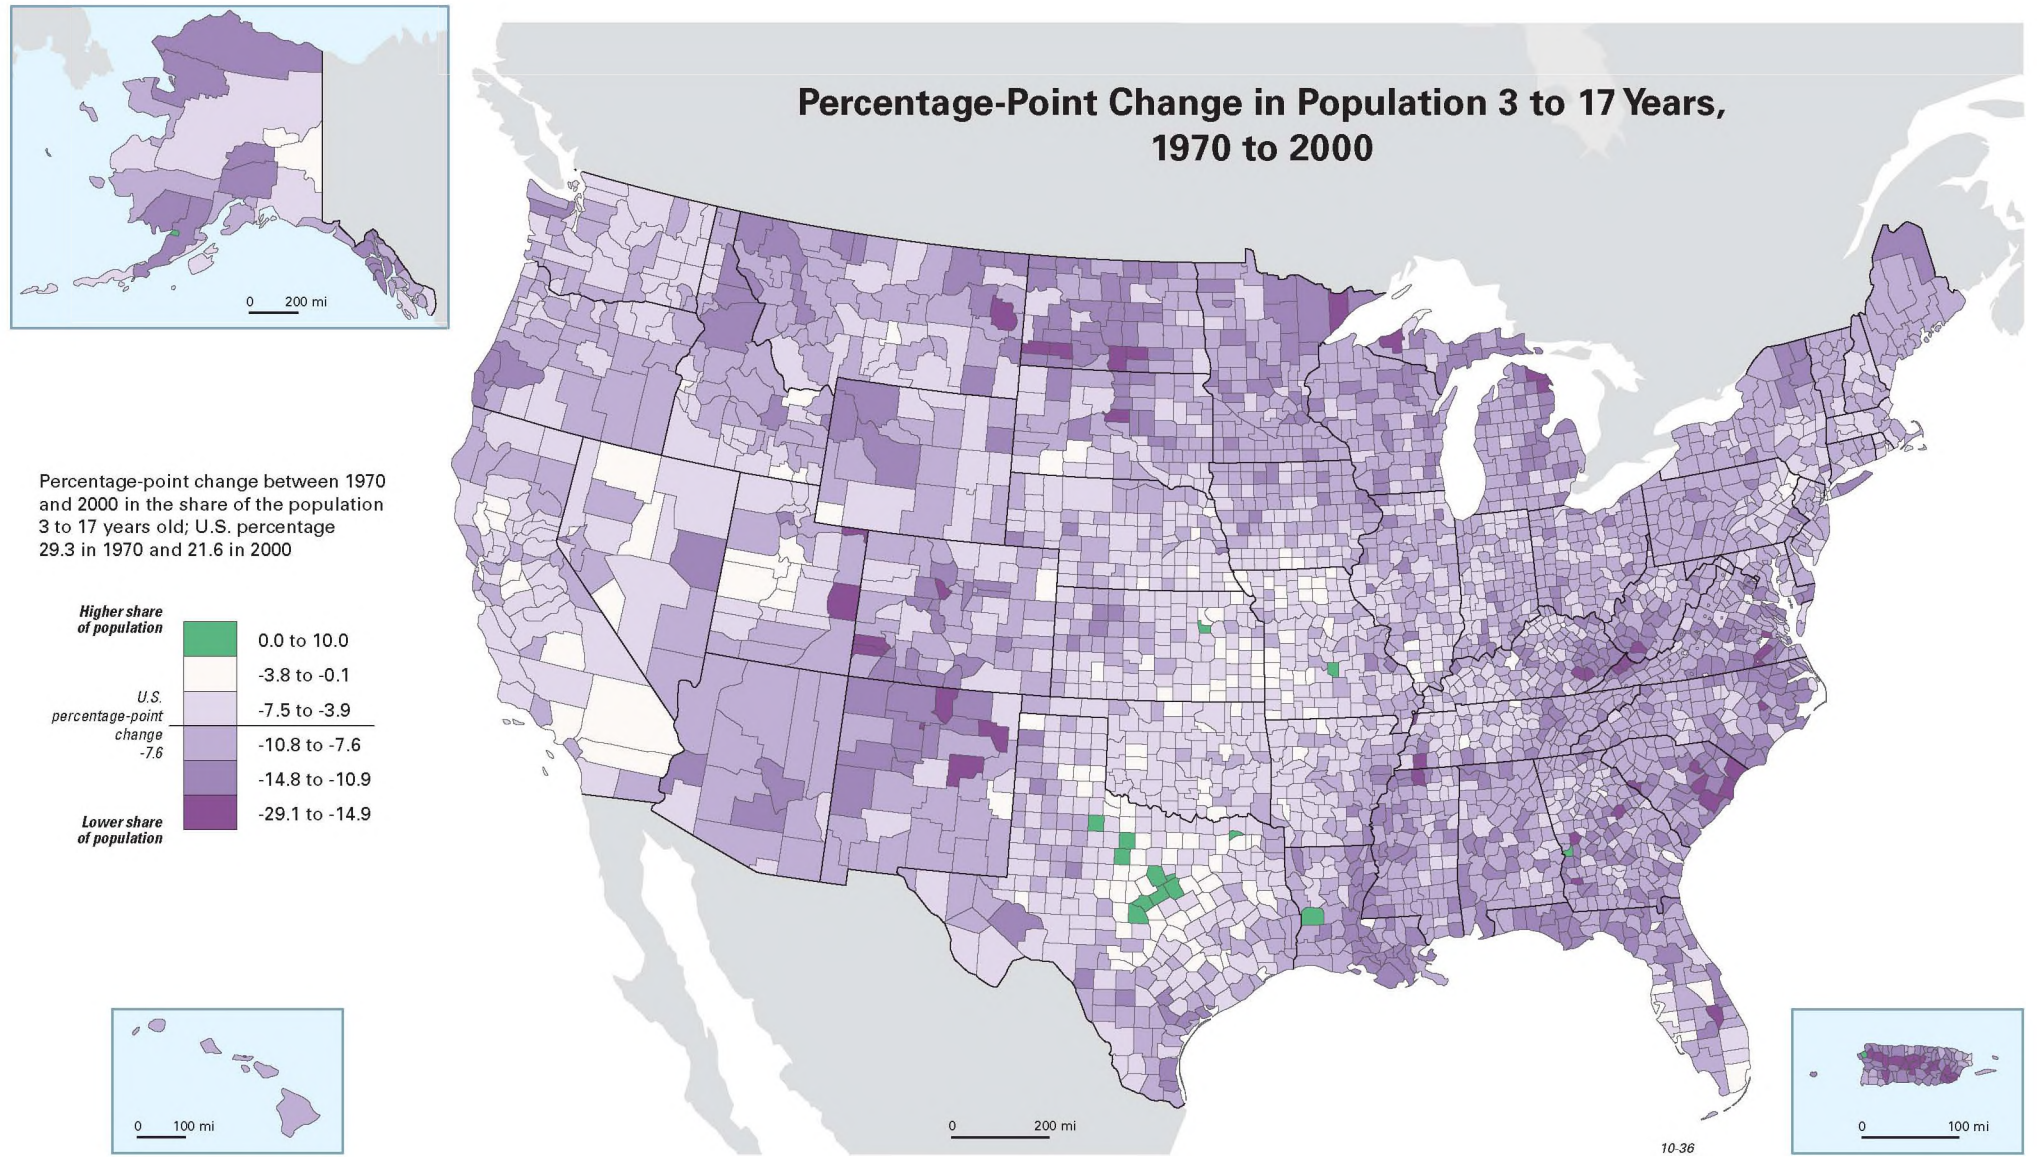 Percentage-Point Change in Population 3 to 17 Years,
1970 to 2000
0 200 mi
Percentage-point change between 1970
and 2000 in the share of the population
3 to 17 years old; U.S. percentage
29.3 in 1970 and 21.6 in 2000
Higher share
of population
0.0 to 10.0
-3.8 to -0.1
-7.5 to -3.9
U.S.
percentage-point
change
-7.6
-10.8 to -7.6
-14.8 to -10.9
-29.1 to -14.9
Lower share
of population
0 100 mi
0 200 mi
0 100 mi
10-36